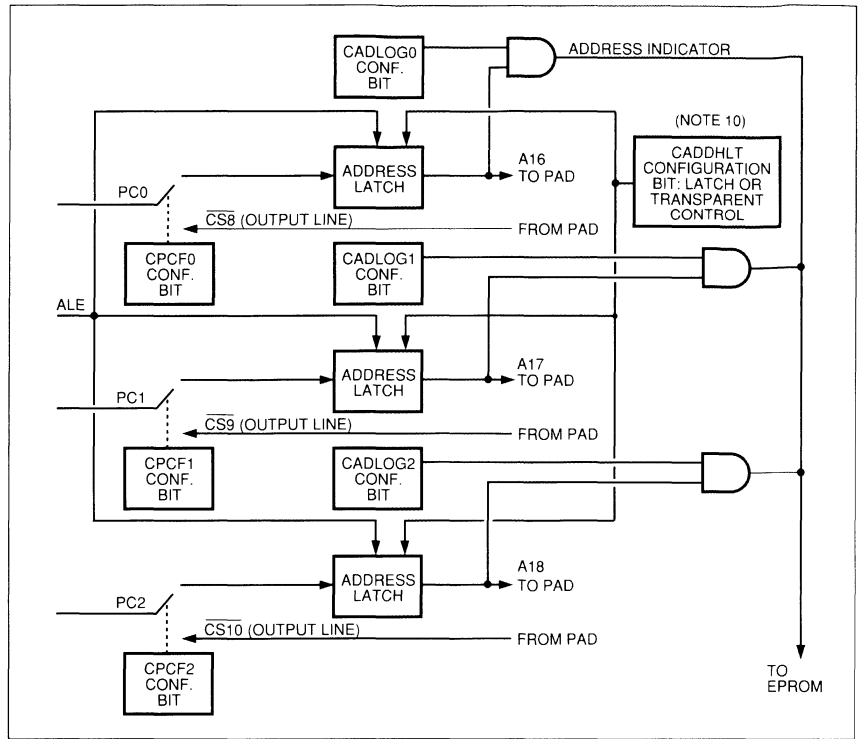 CADLOG0
CONF.
BIT
ADDRESS INDICATOR
(NOTE 10)
CADDHLT
CONFIGURATION
BIT: LATCH OR
TRANSPARENT
CONTROL
ADDRESS
LATCH
A16
TO PAD
PC0
CS8 (OUTPUT LINE)
FROM PAD
CPCF0
CONF.
BIT
CADLOG1
CONF.
BIT
ALE
ADDRESS
LATCH
A17
TO PAD
PC1
CS9 (OUTPUT LINE)
FROM PAD
CPCF1
CONF.
BIT
CADLOG2
CONF.
BIT
ADDRESS
LATCH
A18
TO PAD
PC2
CS10 (OUTPUT LINE)
FROM PAD
CPCF2
CONF.
BIT
TO
EPROM